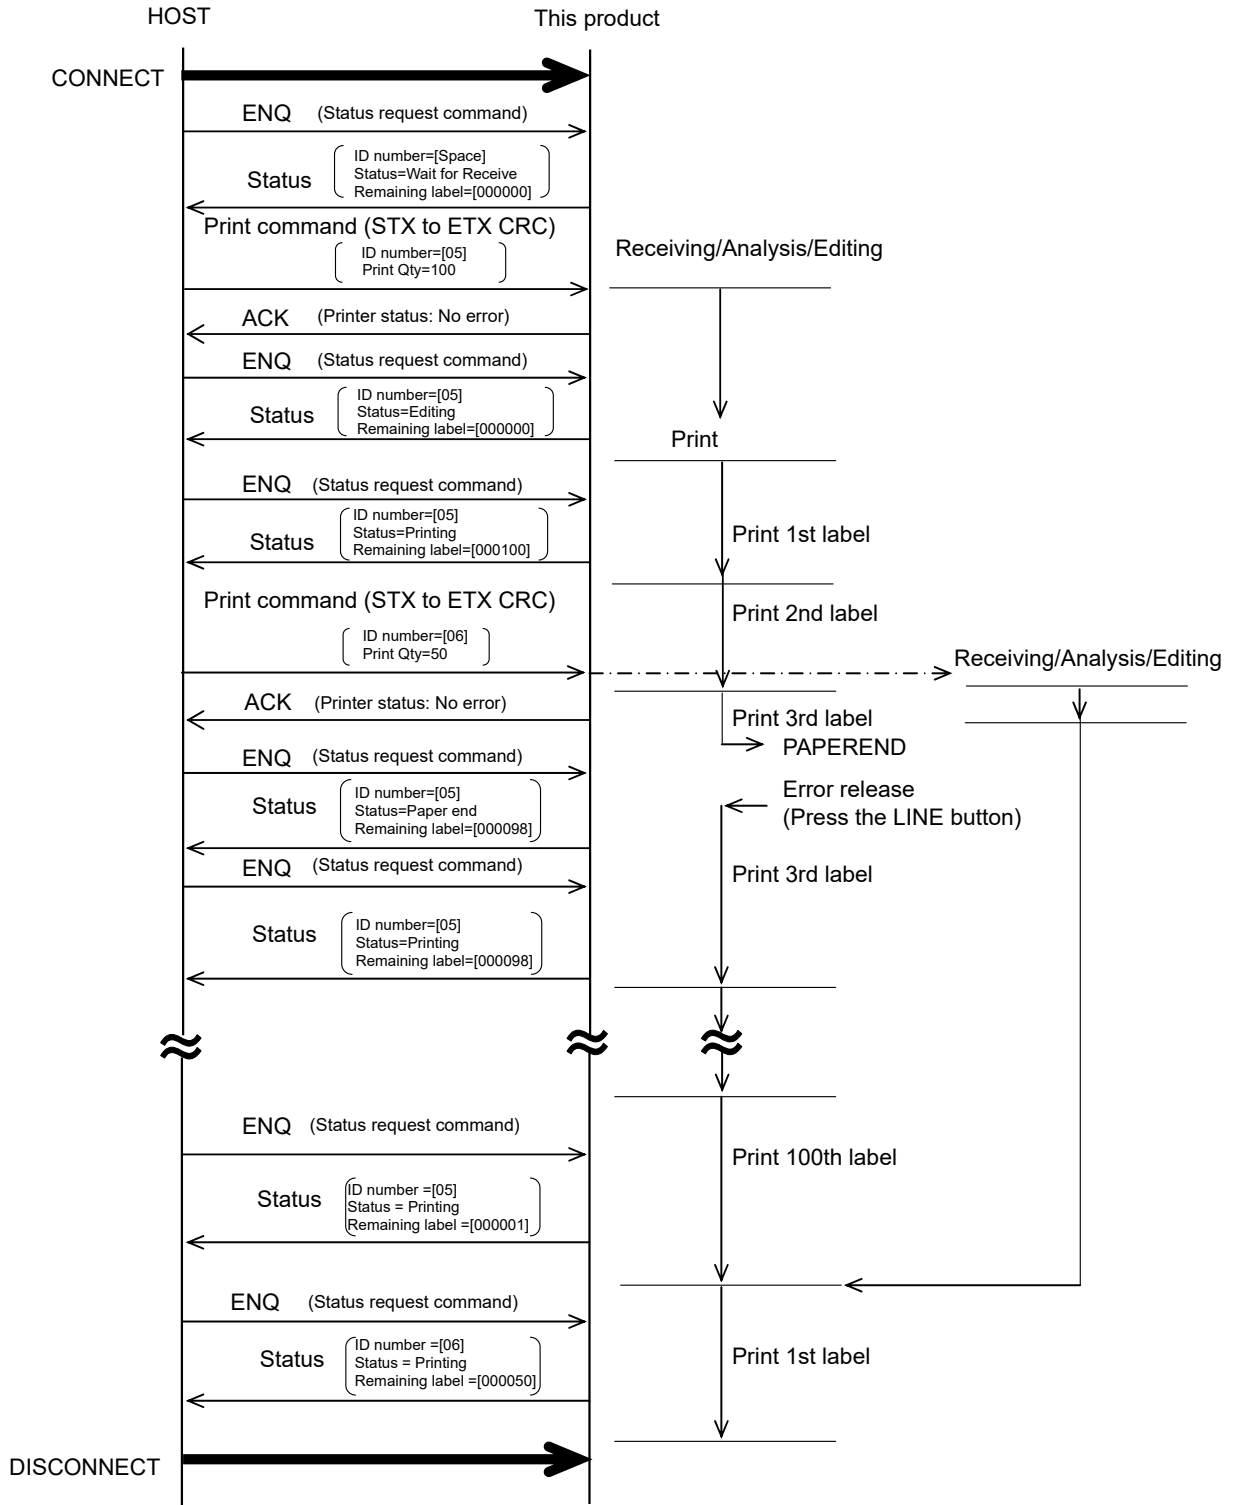 HOST
This product
CONNECT
ENQ (Status request command)
Status
ID number=[Space]
Status=Wait for Receive
Remaining label=[000000]
Print command (STX to ETX CRC)
ID number=[05]
Print Qty=100
Receiving/Analysis/Editing
ACK (Printer status: No error)
ENQ (Status request command)
Status
ID number=[05]
Status=Editing
Remaining label=[000000]
Print
ENQ (Status request command)
Status
ID number=[05]
Status=Printing
Remaining label=[000100]
Print 1st label
Print command (STX to ETX CRC)
Print 2nd label
ID number=[06]
Print Qty=50
Receiving/Analysis/Editing
ACK (Printer status: No error)
Print 3rd label
PAPEREND
ENQ (Status request command)
Status
ID number=[05]
Status=Paper end
Remaining label=[000098]
Error release
(Press the LINE button)
ENQ (Status request command)
Print 3rd label
Status
ID number=[05]
Status=Printing
Remaining label=[000098]
ENQ (Status request command)
Print 100th label
Status
ID number =[05]
Status = Printing
Remaining label =[000001]
ENQ (Status request command)
Status
ID number =[06]
Status = Printing
Remaining label =[000050]
Print 1st label
DISCONNECT